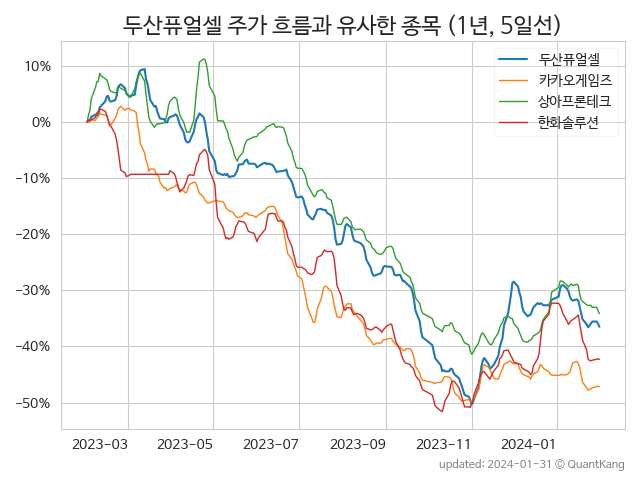 두산퓨얼셀 주가 흐름과 유사한 종목 (1년, 5일선)
두산퓨얼셀
카카오게임즈
상아프론테크
한화솔루션
10%
0%
−10%
−20%
−30%
−40%
−50%
2023-03 2023-05 2023-07 2023-09 2023-11 2024-01
updated: 2024-01-31 © QuantKang